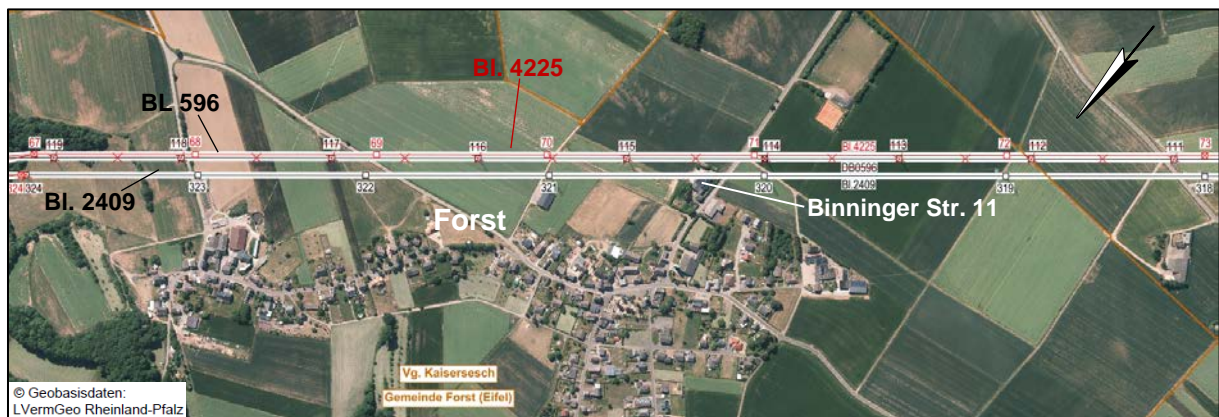 Bl. 4225
BL 596
67
119
118
68
117
69
116
70
115
71
114
Bl.4225
113
72
112
111
73
DB0596
Bl.2409
324
324
Bl. 2409
323
322
321
320
319
318
Binninger Str. 11
Forst
Vg. Kaisersesch
Gemeinde Forst (Eifel)
© Geobasisdaten:
LVermGeo Rheinland-Pfalz